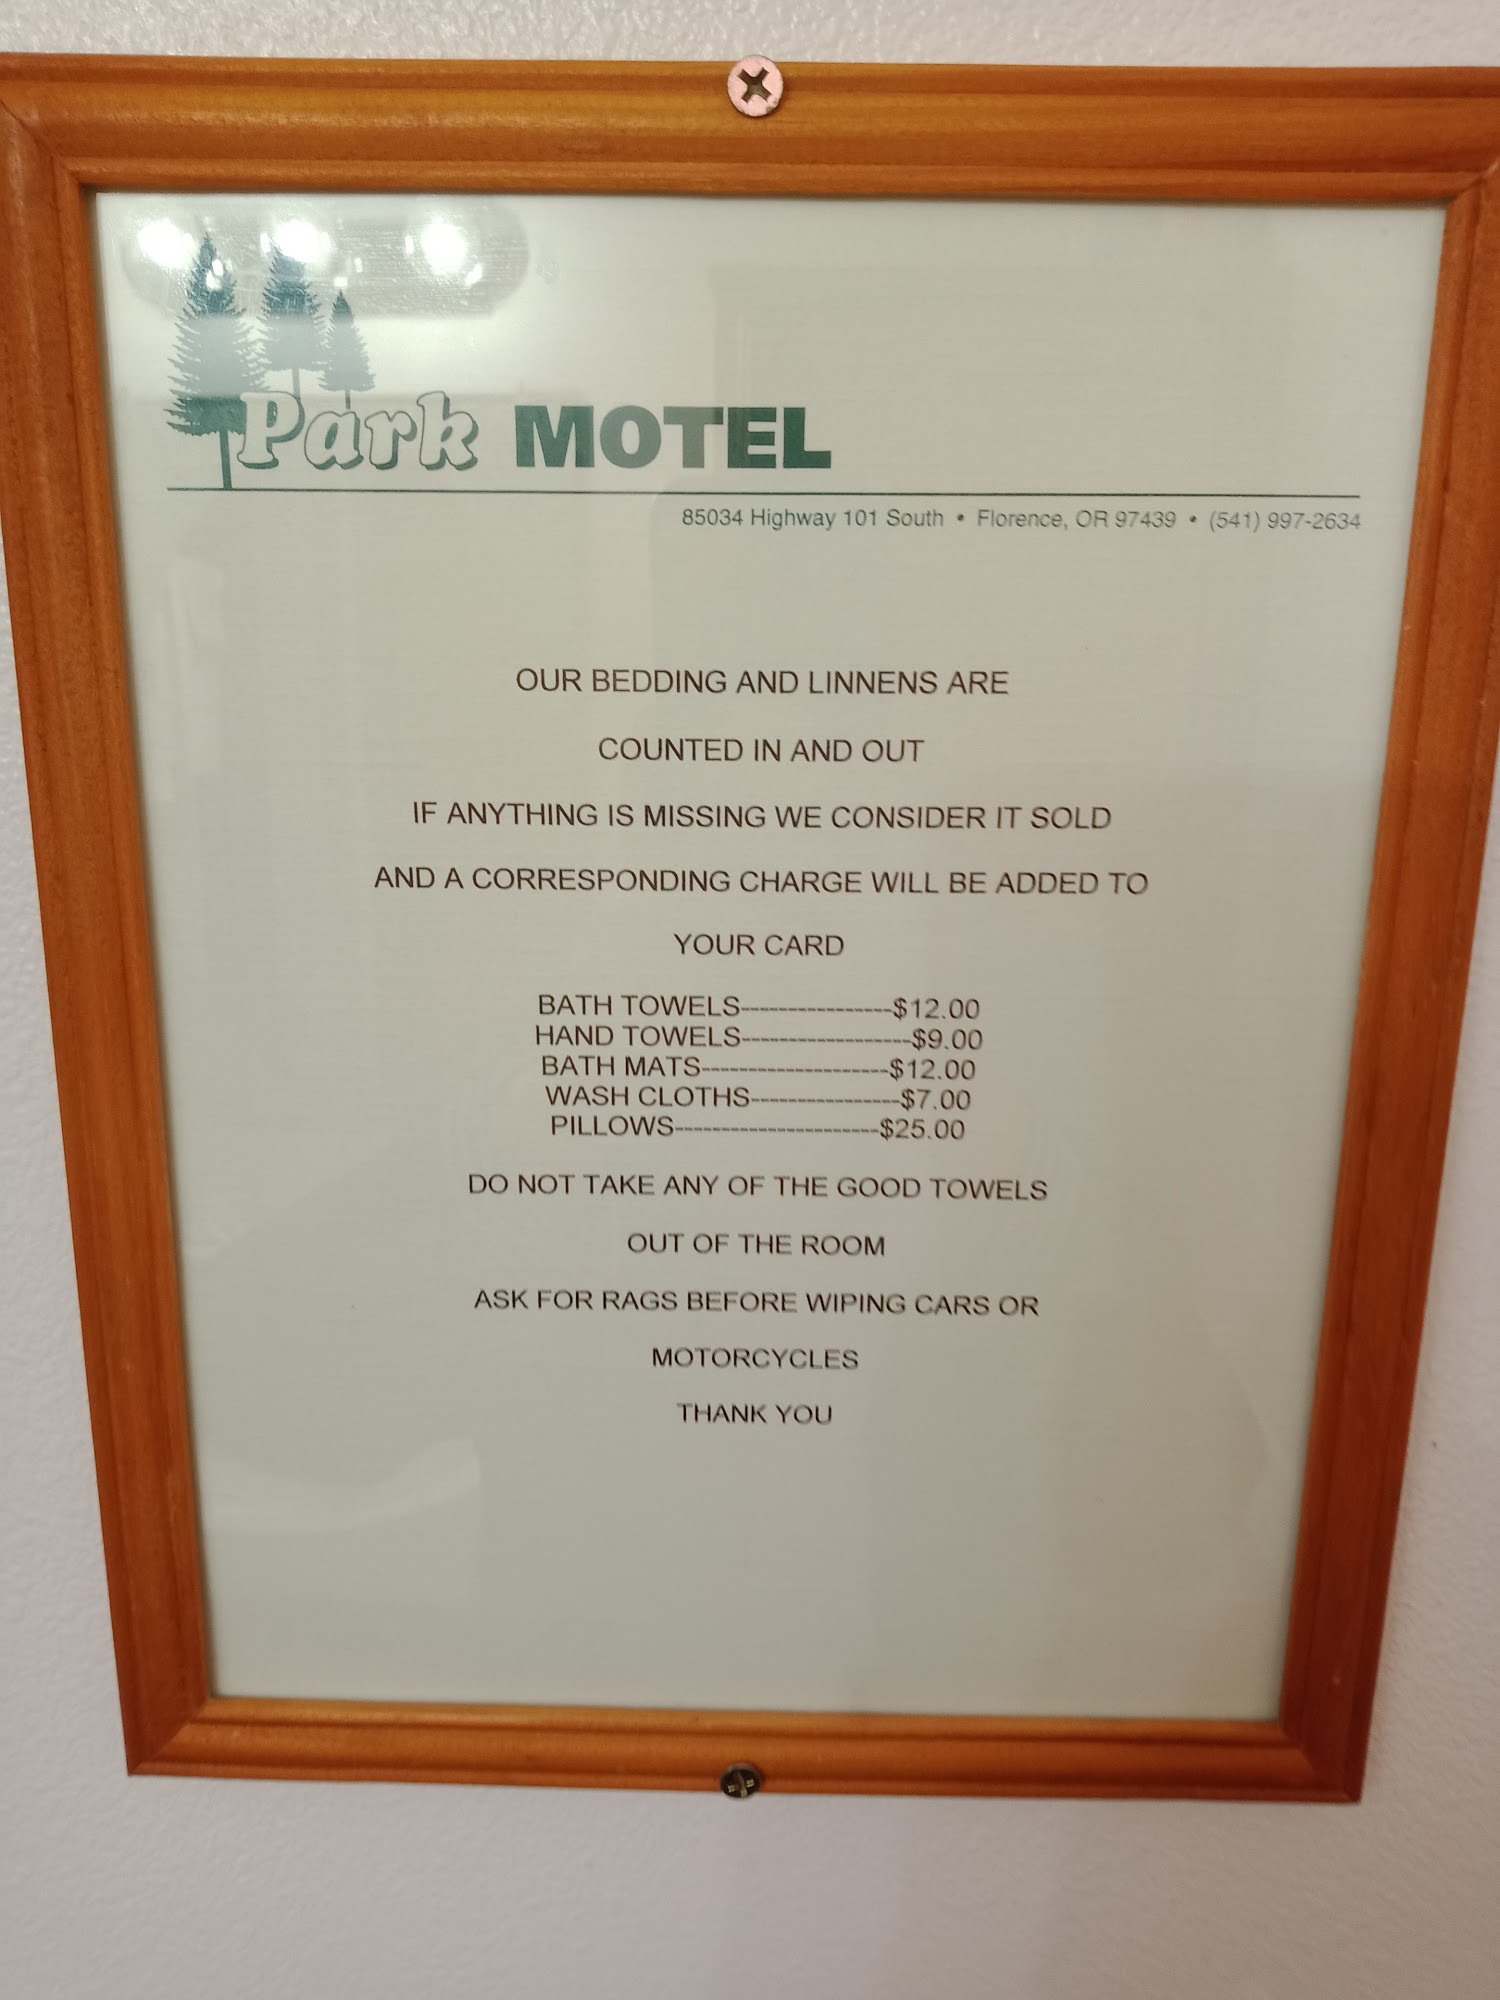 Park MOTEL
85034 Highway 101 South • Florence, OR 97439 • (541) 997-2634
OUR BEDDING AND LINNENS ARE
COUNTED IN AND OUT
IF ANYTHING IS MISSING WE CONSIDER IT SOLD
AND A CORRESPONDING CHARGE WILL BE ADDED TO
YOUR CARD
BATH TOWELS----------------$12.00
HAND TOWELS------------------$9.00
BATH MATS--------------------$12.00
WASH CLOTHS----------------$7.00
PILLOWS----------------------$25.00
DO NOT TAKE ANY OF THE GOOD TOWELS
OUT OF THE ROOM
ASK FOR RAGS BEFORE WIPING CARS OR
MOTORCYCLES
THANK YOU